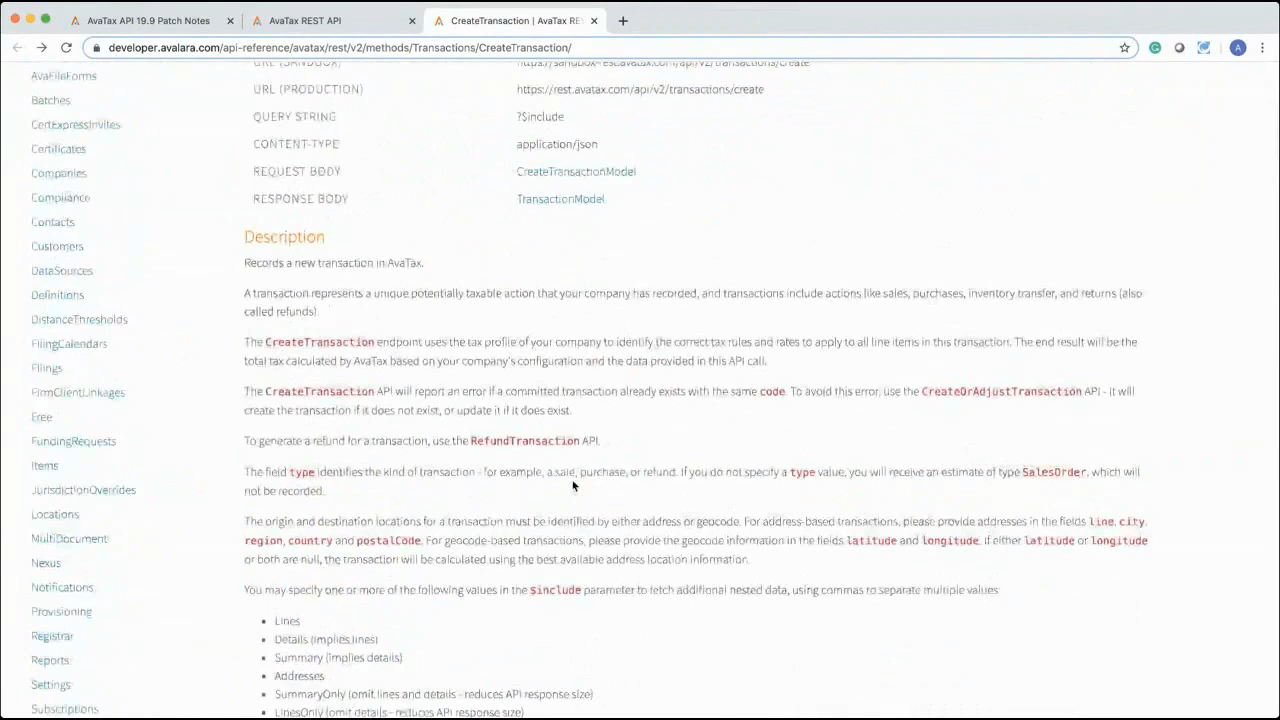 AvaTax API 19.9 Patch Notes
AvaTax REST API
CreateTransaction | AvaTax RES
developer.avalara.com/api-reference/avatax/rest/v2/methods/Transactions/CreateTransaction/
A
AvaFileForms
Batches
CertExpressInvites
Certificates
Companies
Compliance
Contacts
Customers
DataSources
Definitions
DistanceThresholds
FilingCalendars
Filings
FirmClientLinkages
Free
FundingRequests
Items
JurisdictionOverrides
Locations
MultiDocument
Nexus
Notifications
Provisioning
Registrar
Reports
Settings
Subscriptions
URL (SANDBOX) https://sandbox-rest.avatax.com/api/v2/transactions/create
URL (PRODUCTION) https://rest.avatax.com/api/v2/transactions/create
QUERY STRING ?$include
CONTENT-TYPE application/json
REQUEST BODY CreateTransactionModel
RESPONSE BODY TransactionModel
Description
Records a new transaction in AvaTax.
A transaction represents a unique potentially taxable action that your company has recorded, and transactions include actions like sales, purchases, inventory transfer, and returns (also
called refunds).
The CreateTransaction endpoint uses the tax profile of your company to identify the correct tax rules and rates to apply to all line items in this transaction. The end result will be the
total tax calculated by AvaTax based on your company's configuration and the data provided in this API call.
The CreateTransaction API will report an error if a committed transaction already exists with the same code. To avoid this error, use the CreateOrAdjustTransaction API - it will
create the transaction if it does not exist, or update it if it does exist.
To generate a refund for a transaction, use the RefundTransaction API.
The field type identifies the kind of transaction - for example, a sale, purchase, or refund. If you do not specify a type value, you will receive an estimate of type SalesOrder, which will
not be recorded.
The origin and destination locations for a transaction must be identified by either address or geocode. For address-based transactions, please provide addresses in the fields line, city,
region, country and postalCode. For geocode-based transactions, please provide the geocode information in the fields latitude and longitude. If either latitude or longitude
or both are null, the transaction will be calculated using the best available address location information.
You may specify one or more of the following values in the $include parameter to fetch additional nested data, using commas to separate multiple values:
Lines
Details (implies lines)
Summary (implies details)
Addresses
SummaryOnly (omit lines and details - reduces API response size)
LinesOnly (omit details - reduces API response size)